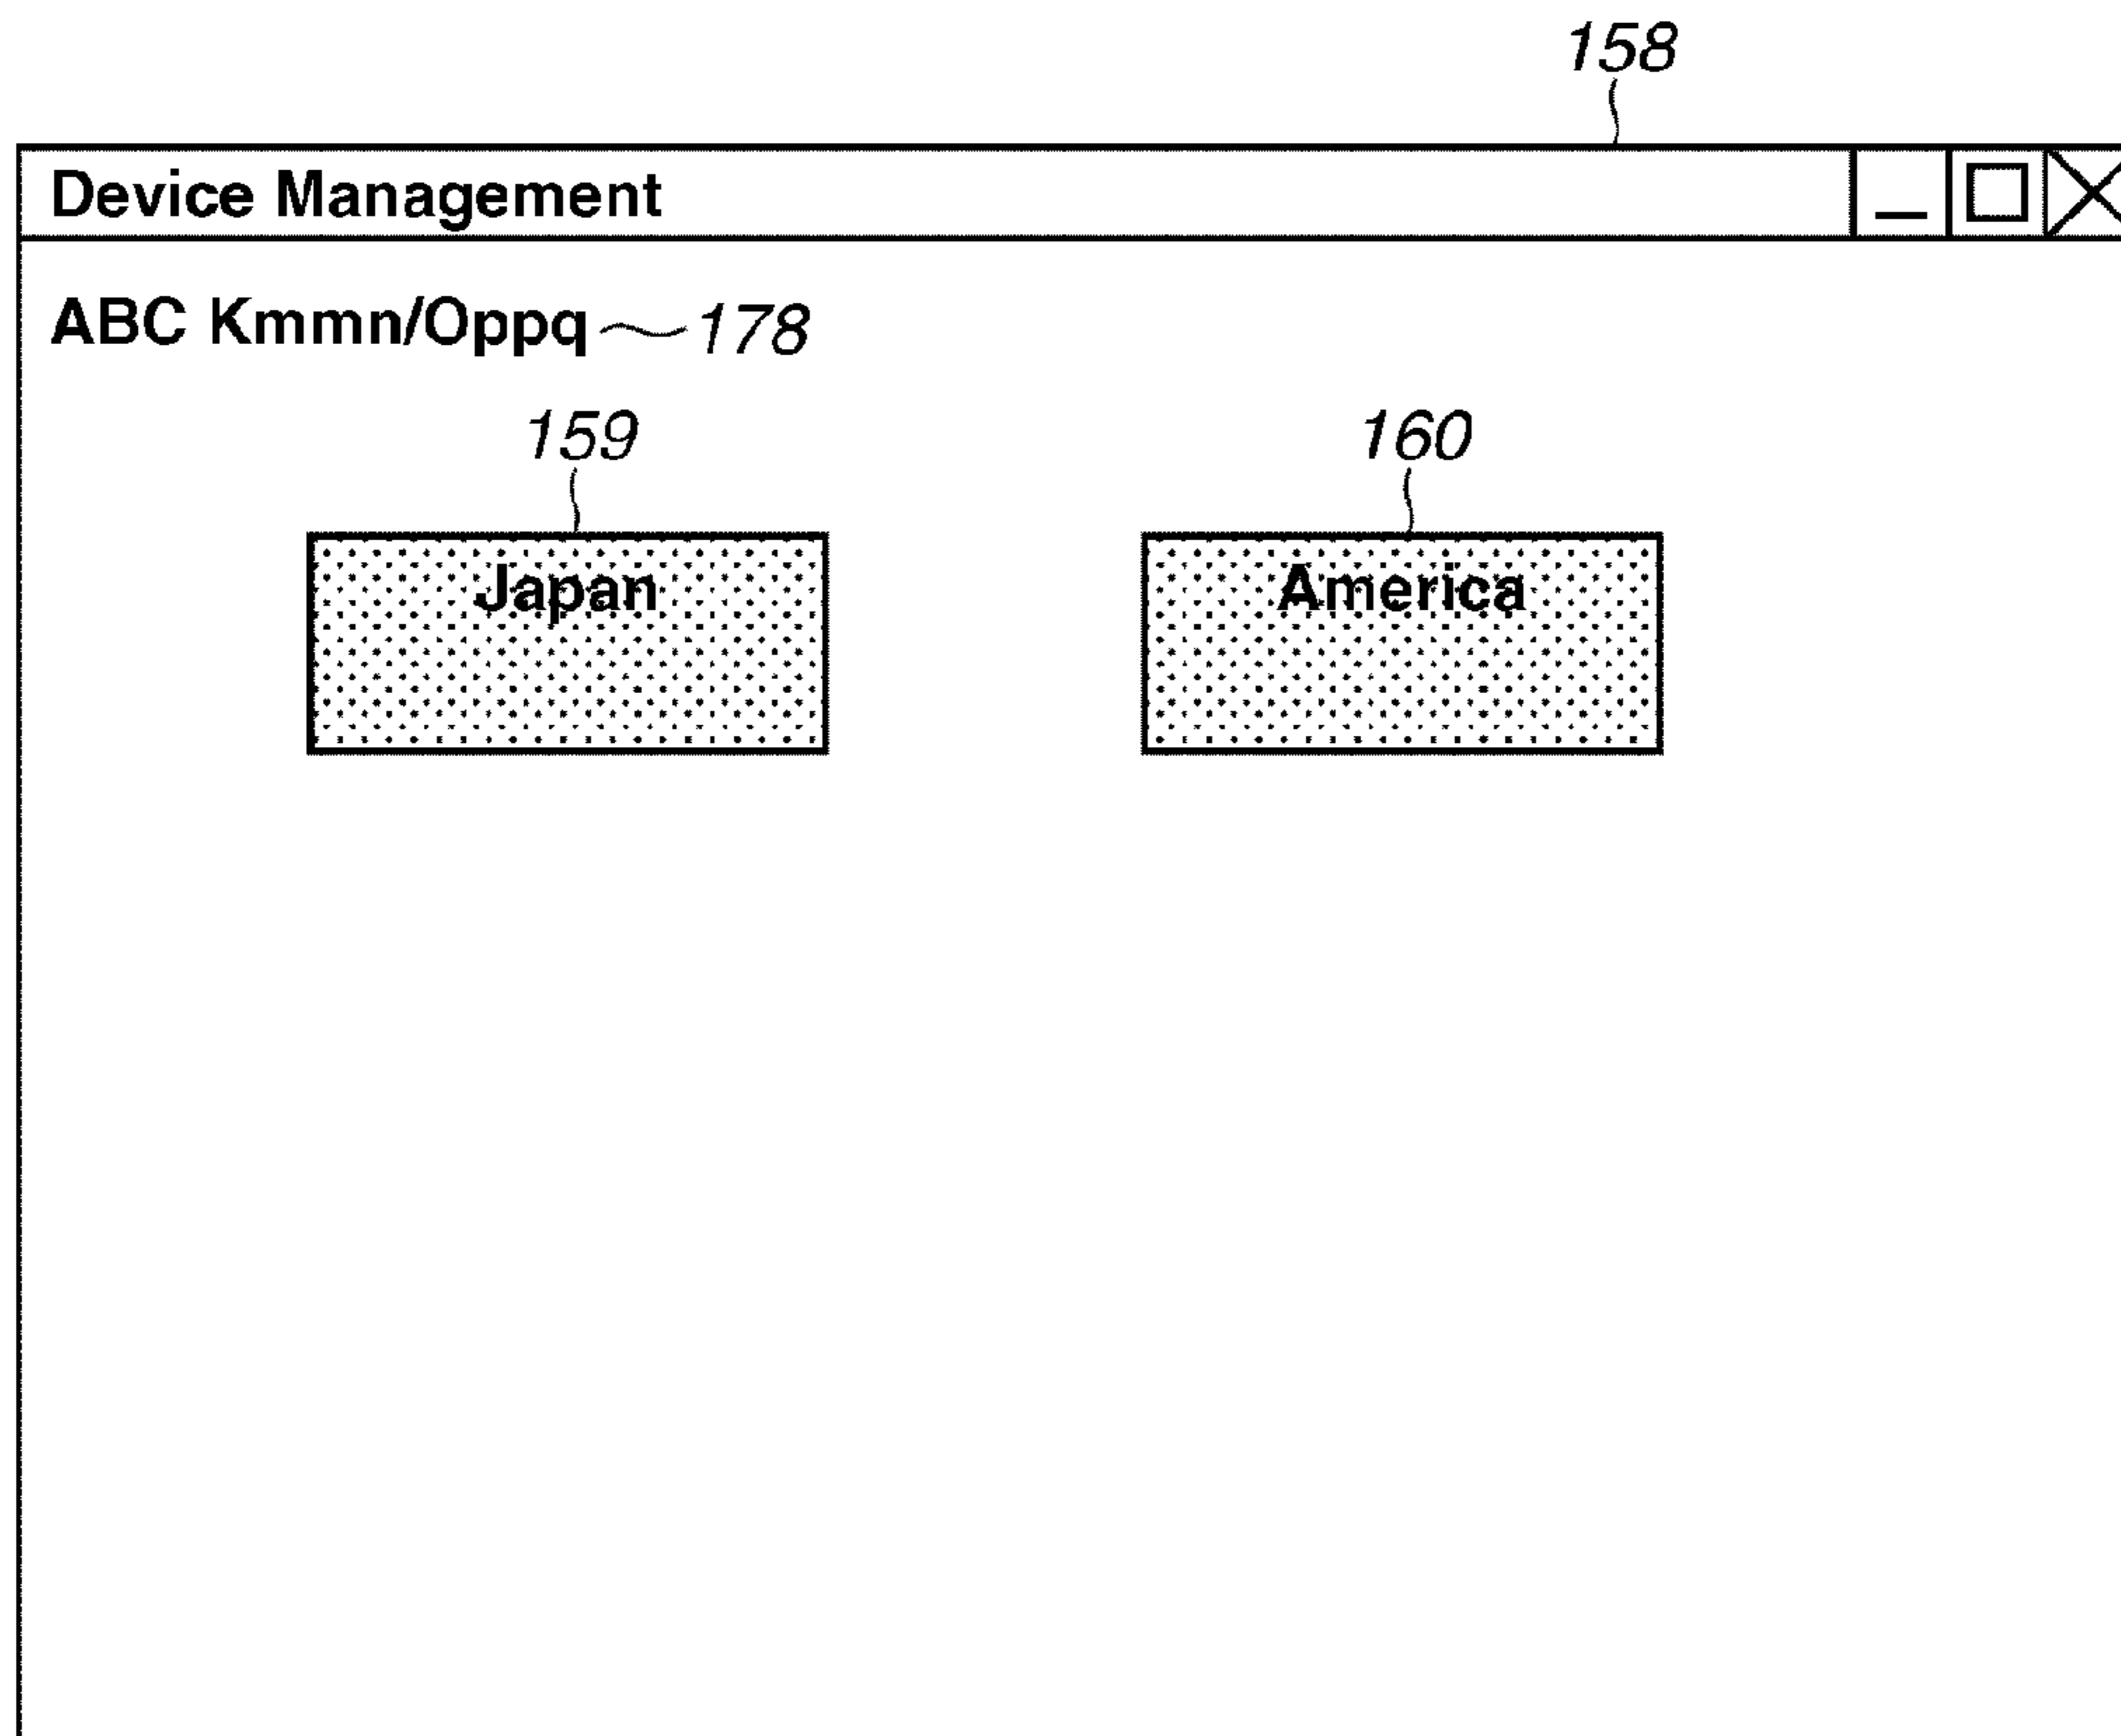 158
Device Management
ABC Kmmn/Oppq 178
159 160
Japan America